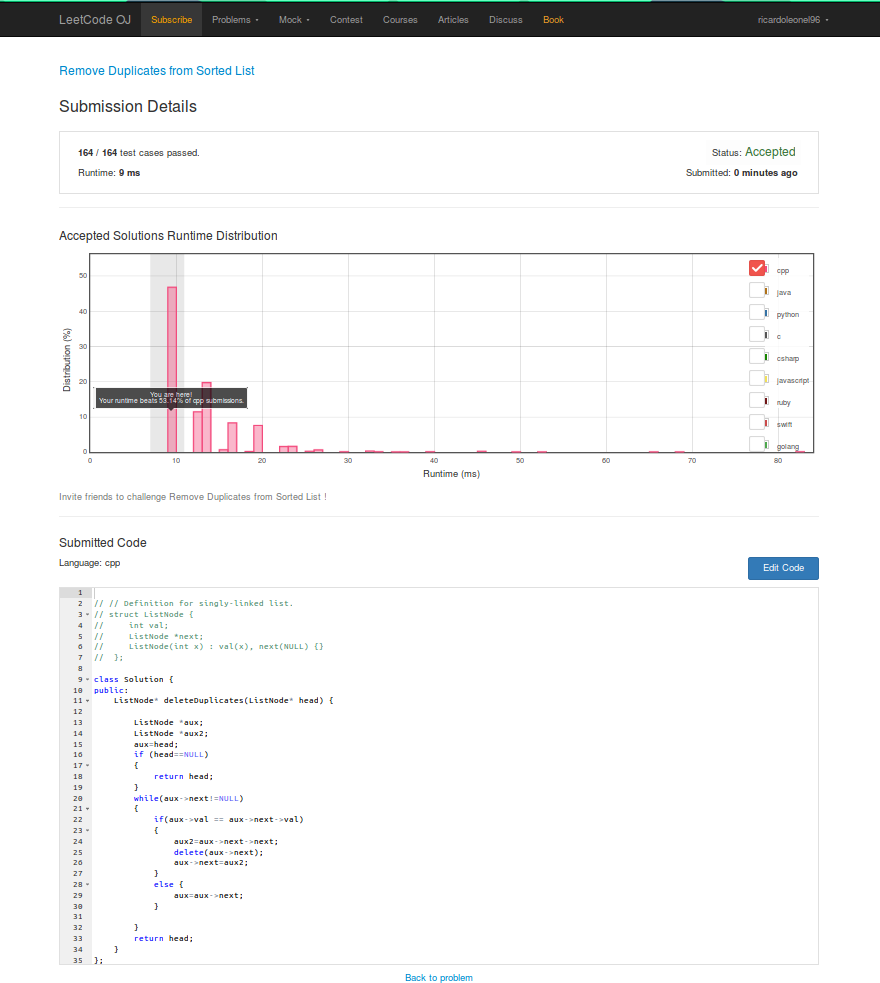 LeetCode OJ Subscribe Problems Mock Contest Courses Articles Discuss Book ricardoleonel96
Remove Duplicates from Sorted List
Submission Details
164 / 164 test cases passed. Status: Accepted
Runtime: 9 ms Submitted: 0 minutes ago
Accepted Solutions Runtime Distribution
Distribution (%)
50
40
30
20
10
0
You are here!
Your runtime beats 53.14% of cpp submissions.
cpp
java
python
c
csharp
javascript
ruby
swift
golang
0 10 20 30 40 50 60 70 80
Runtime (ms)
Invite friends to challenge Remove Duplicates from Sorted List !
Submitted Code
Language: cpp
Edit Code
1
2 // // Definition for singly-linked list.
3 // struct ListNode {
4 //     int val;
5 //     ListNode *next;
6 //     ListNode(int x) : val(x), next(NULL) {}
7 //  };
8
9 class Solution {
10 public:
11     ListNode* deleteDuplicates(ListNode* head) {
12
13         ListNode *aux;
14         ListNode *aux2;
15         aux=head;
16         if (head==NULL)
17         {
18             return head;
19         }
20         while(aux->next!=NULL)
21         {
22             if(aux->val == aux->next->val)
23             {
24                 aux2=aux->next->next;
25                 delete(aux->next);
26                 aux->next=aux2;
27             }
28             else {
29                 aux=aux->next;
30             }
31
32         }
33         return head;
34     }
35 };
Back to problem